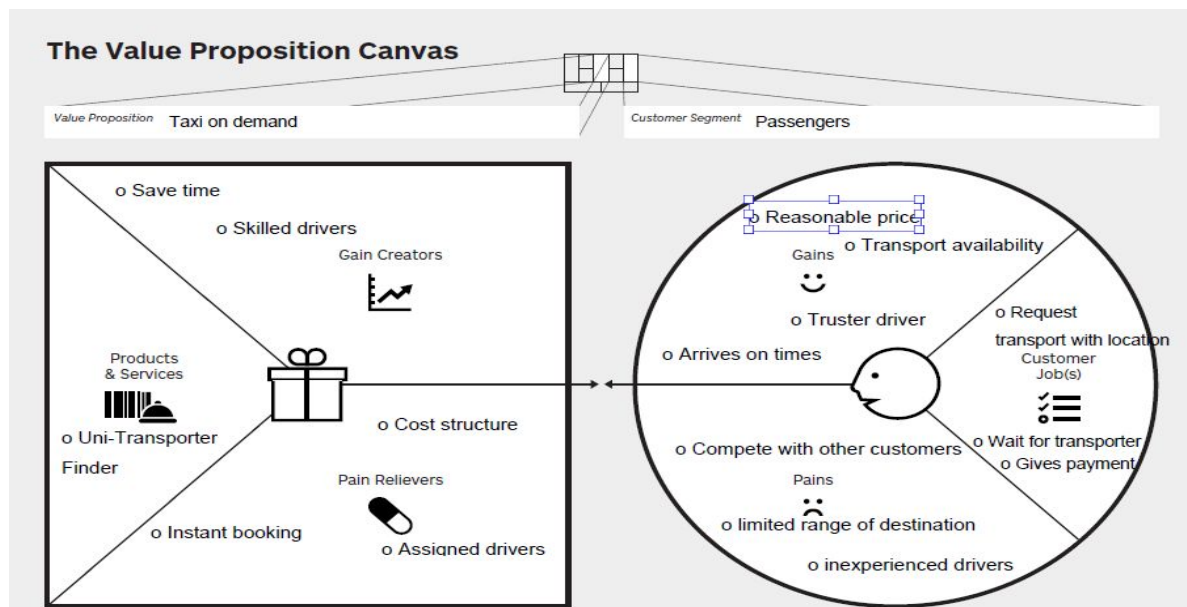 The Value Proposition Canvas
Value Proposition Taxi on demand
Customer Segment Passengers
o Save time
o Skilled drivers
Gain Creators
Products
& Services
o Uni-Transporter
Finder
o Cost structure
Pain Relievers
o Instant booking
o Assigned drivers
o Reasonable price
o Transport availability
Gains
o Truster driver
o Arrives on times
o Request
transport with location
Customer
Job(s)
o Wait for transporter
o Gives payment
o Compete with other customers
Pains
o limited range of destination
o inexperienced drivers